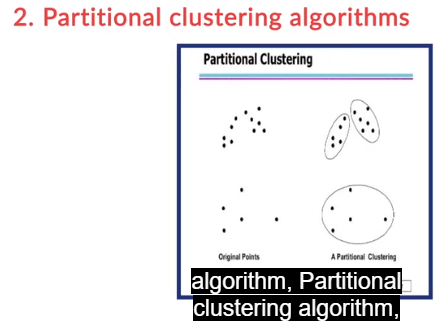 2. Partitional clustering algorithms
Partitional Clustering
Original Points
A Partitional Clustering
algorithm, Partitional
clustering algorithm,